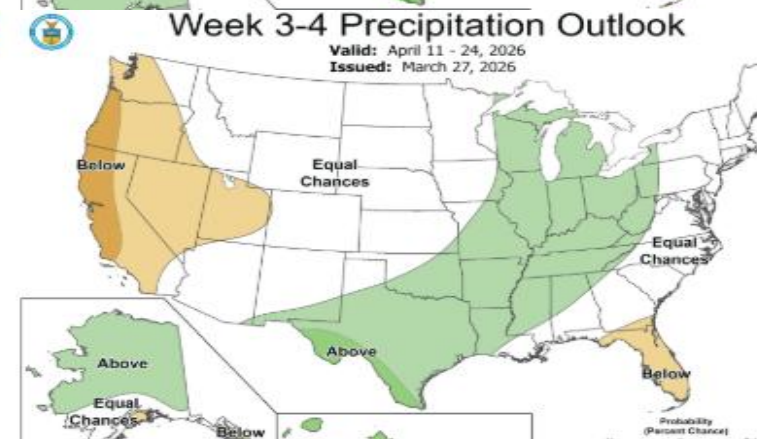 Week 3-4 Precipitation Outlook
Valid: April 11 - 24, 2026
Issued: March 27, 2026
Below
Equal
Chances
Equal
Chances
Above
Below
Above
Equal
Chances
Below
Probability
(Percent Chance)